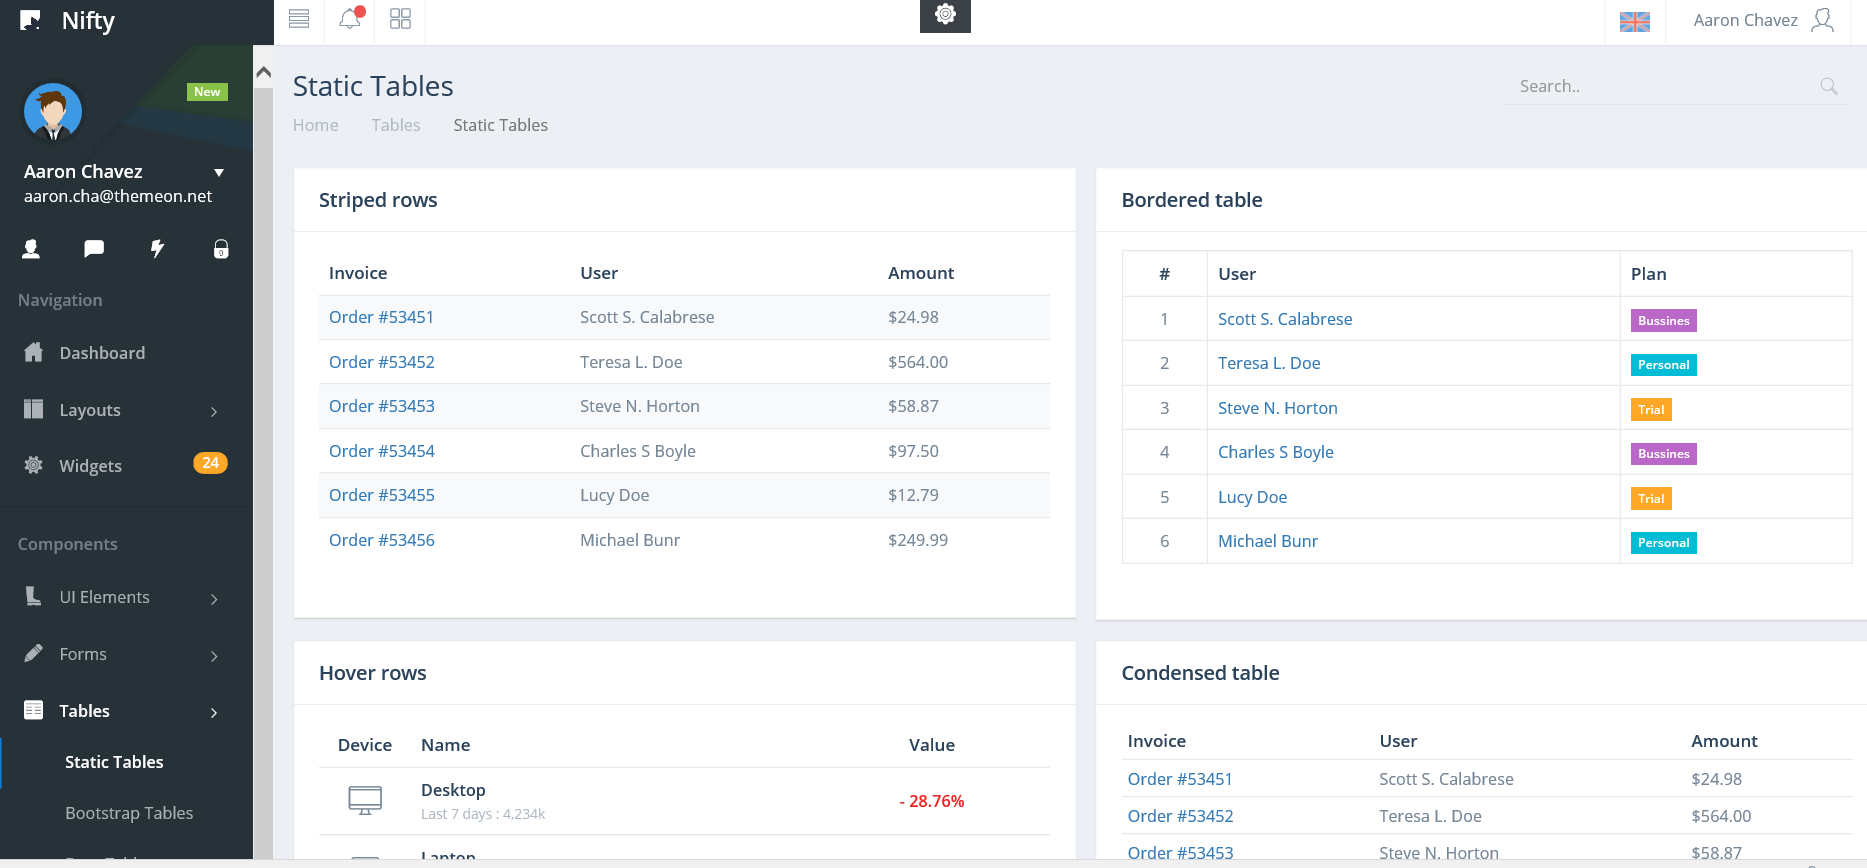 Nifty
Aaron Chavez
New
Aaron Chavez
aaron.cha@themeon.net
Navigation
Dashboard
Layouts
Widgets 24
Components
UI Elements
Forms
Tables
Static Tables
Bootstrap Tables
Static Tables
Search..
Home Tables Static Tables
Striped rows
Invoice User Amount
Order #53451 Scott S. Calabrese $24.98
Order #53452 Teresa L. Doe $564.00
Order #53453 Steve N. Horton $58.87
Order #53454 Charles S Boyle $97.50
Order #53455 Lucy Doe $12.79
Order #53456 Michael Bunr $249.99
Bordered table
# User Plan
1 Scott S. Calabrese Bussines
2 Teresa L. Doe Personal
3 Steve N. Horton Trial
4 Charles S Boyle Bussines
5 Lucy Doe Trial
6 Michael Bunr Personal
Hover rows
Device Name Value
Desktop
Last 7 days : 4,234k
- 28.76%
Laptop
Condensed table
Invoice User Amount
Order #53451 Scott S. Calabrese $24.98
Order #53452 Teresa L. Doe $564.00
Order #53453 Steve N. Horton $58.87